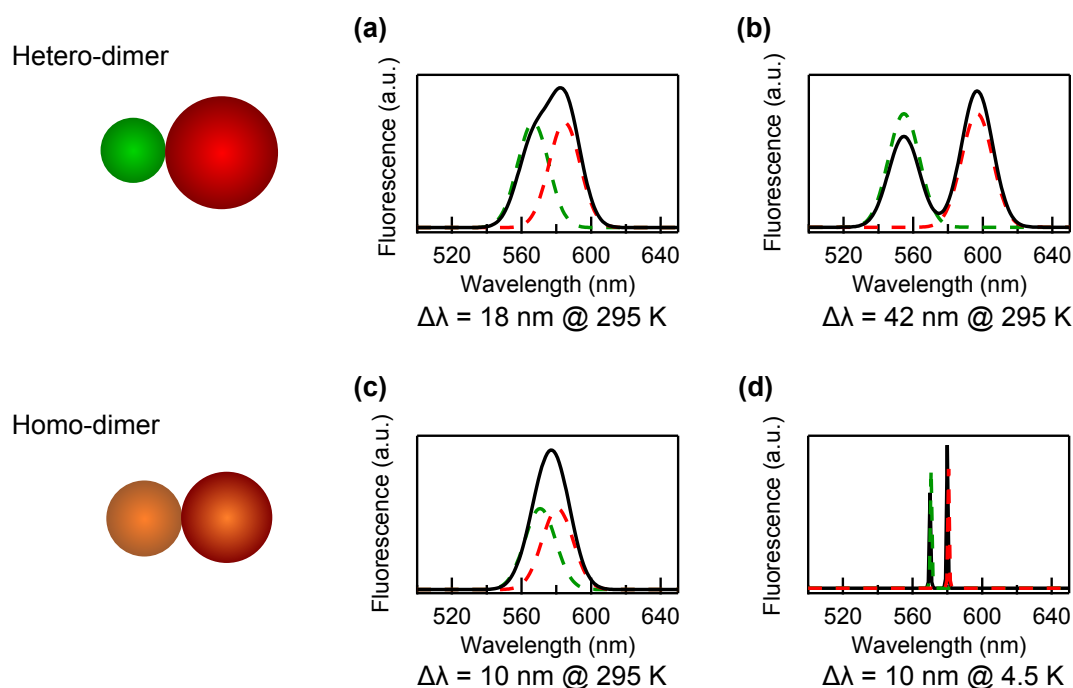 (a)
(b)
Hetero-dimer
Fluorescence (a.u.)
520 560 600 640
Wavelength (nm)
Δλ = 18 nm @ 295 K
Fluorescence (a.u.)
520 560 600 640
Wavelength (nm)
Δλ = 42 nm @ 295 K
(c)
(d)
Homo-dimer
Fluorescence (a.u.)
520 560 600 640
Wavelength (nm)
Δλ = 10 nm @ 295 K
Fluorescence (a.u.)
520 560 600 640
Wavelength (nm)
Δλ = 10 nm @ 4.5 K